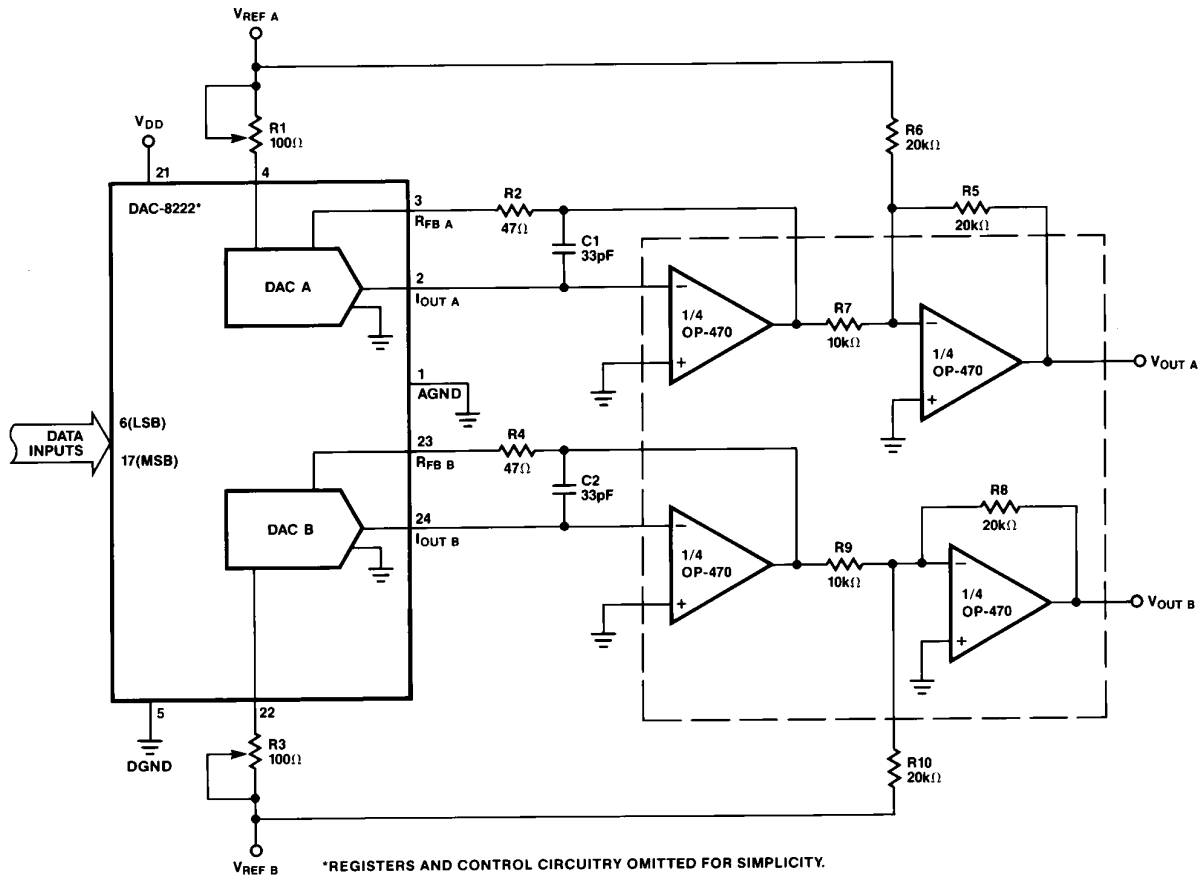 VREF A
R1
100Ω
VDD
21
4
DAC-8222*
DAC A
3
RFB A
R2
47Ω
C1
33pF
2
IOUT A
R6
20kΩ
R5
20kΩ
−
1/4
OP-470
+
R7
10kΩ
−
1/4
OP-470
+
VOUT A
1
AGND
DATA
INPUTS
6(LSB)
17(MSB)
23
RFB B
R4
47Ω
C2
33pF
DAC B
24
IOUT B
−
1/4
OP-470
+
R9
10kΩ
R8
20kΩ
−
1/4
OP-470
+
VOUT B
5
DGND
22
R3
100Ω
R10
20kΩ
VREF B
*REGISTERS AND CONTROL CIRCUITRY OMITTED FOR SIMPLICITY.